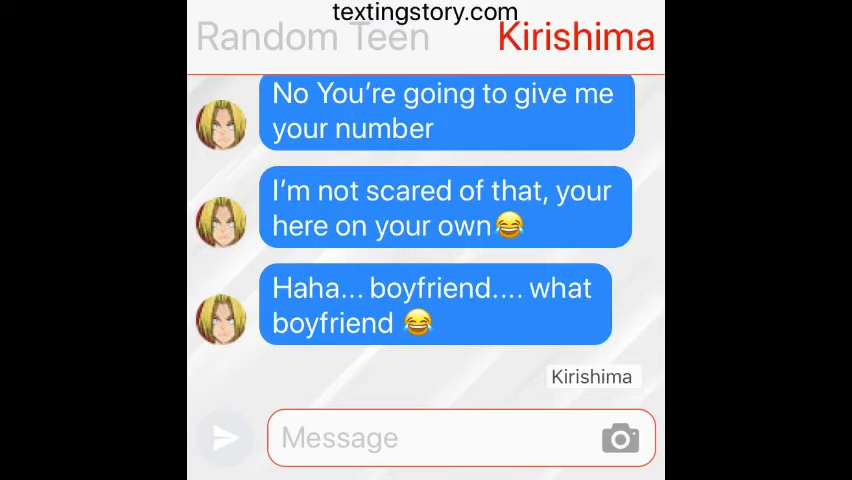 textingstory.com
Random Teen Kirishima
No You’re going to give me
your number
I’m not scared of that, your
here on your own😂
Haha... boyfriend.... what
boyfriend 😂
Kirishima
Message